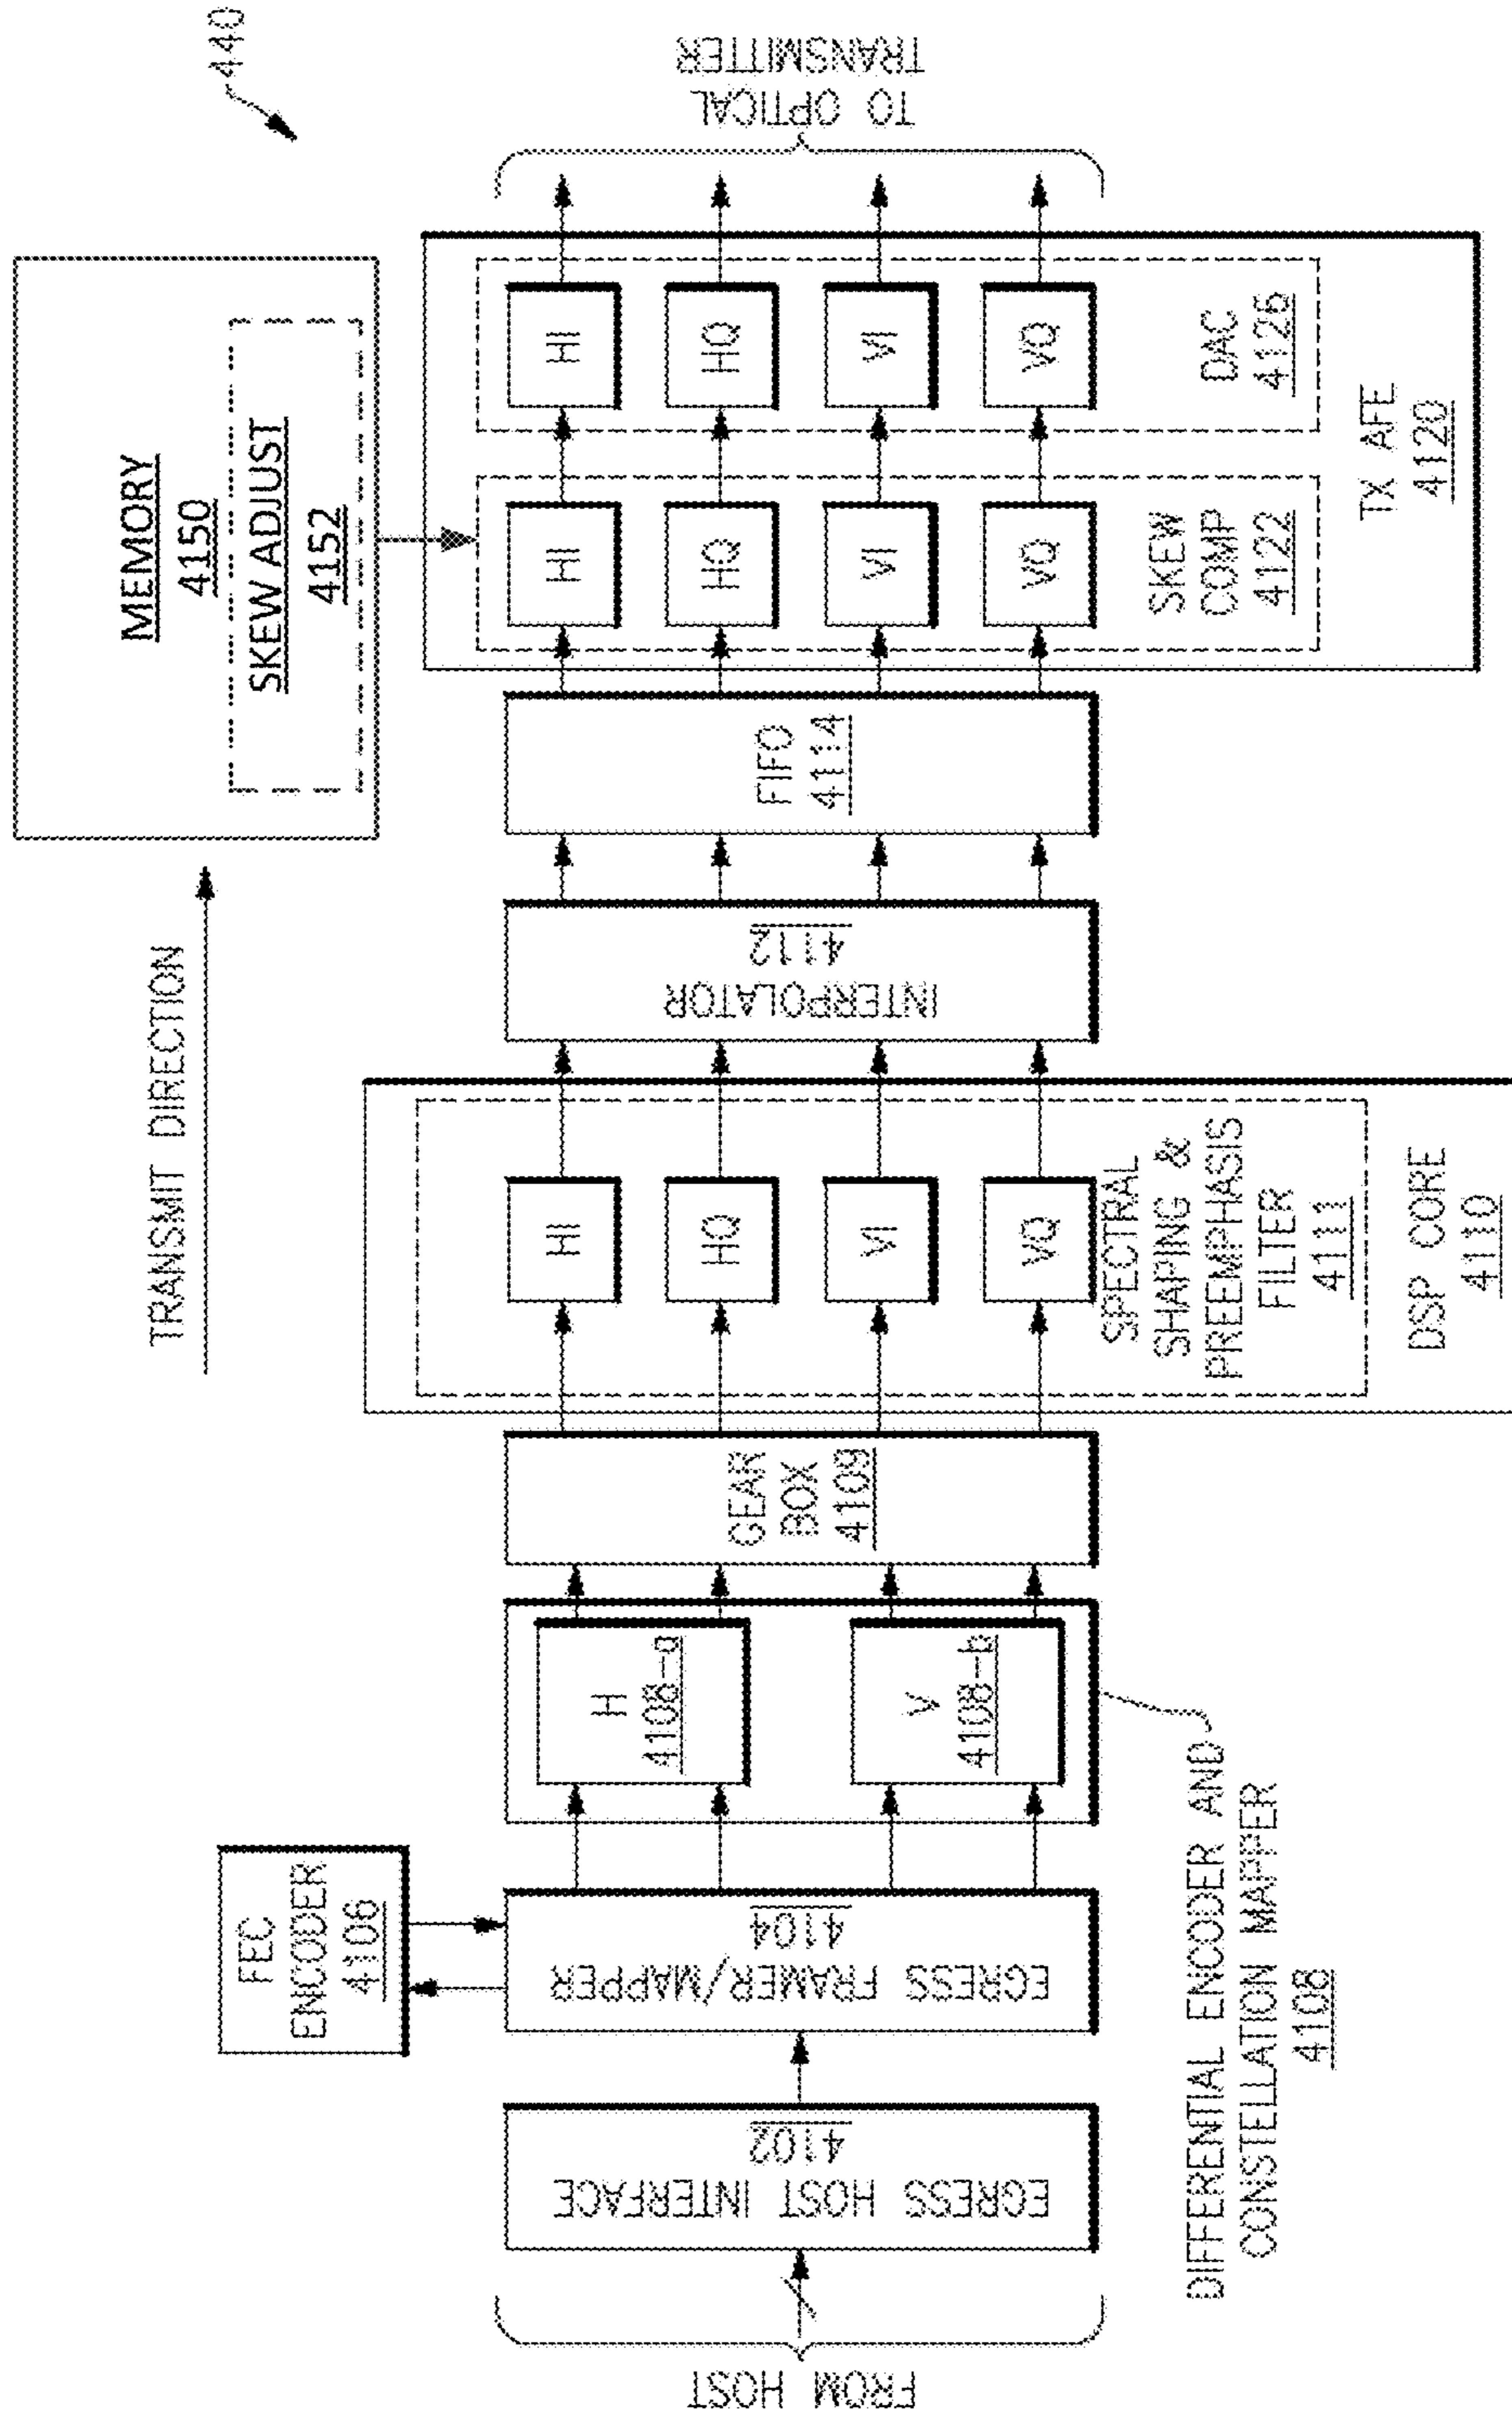 440
MEMORY
4150
SKEW ADJUST
4152
TRANSMIT DIRECTION
FROM HOST
EGRESS HOST INTERFACE
4102
FEC
ENCODER
4106
EGRESS FRAMER/MAPPER
4104
H
4108-a
V
4108-b
DIFFERENTIAL ENCODER AND
CONSTELLATION MAPPER
4108
GEAR
BOX
4109
HI
HQ
VI
VQ
SPECTRAL
SHAPING &
PREEMPHASIS
FILTER
4111
DSP CORE
4110
INTERPOLATOR
4112
FIFO
4114
HI
HQ
VI
VQ
SKEW
COMP
4122
HI
HQ
VI
VQ
DAC
4126
TX AFE
4120
TO OPTICAL
TRANSMITTER